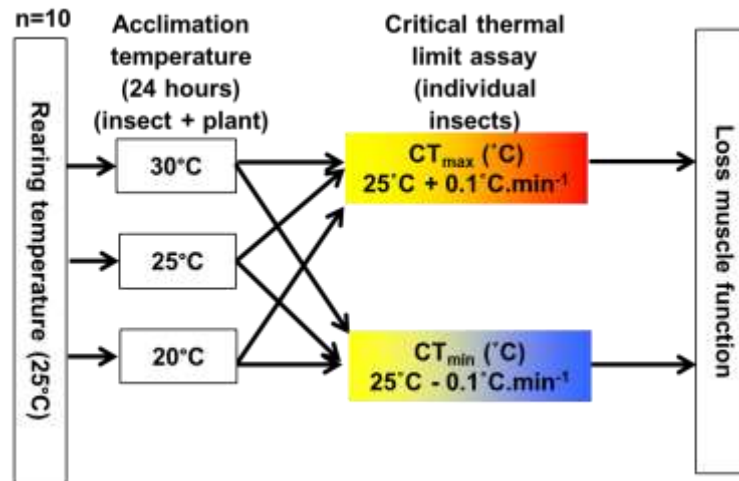 n=10
Rearing temperature (25°C)
Acclimation
temperature
(24 hours)
(insect + plant)
30°C
25°C
20°C
Critical thermal
limit assay
(individual
insects)
CTmax (˚C)
25˚C + 0.1˚C.min-1
CTmin (˚C)
25˚C - 0.1˚C.min-1
Loss muscle function